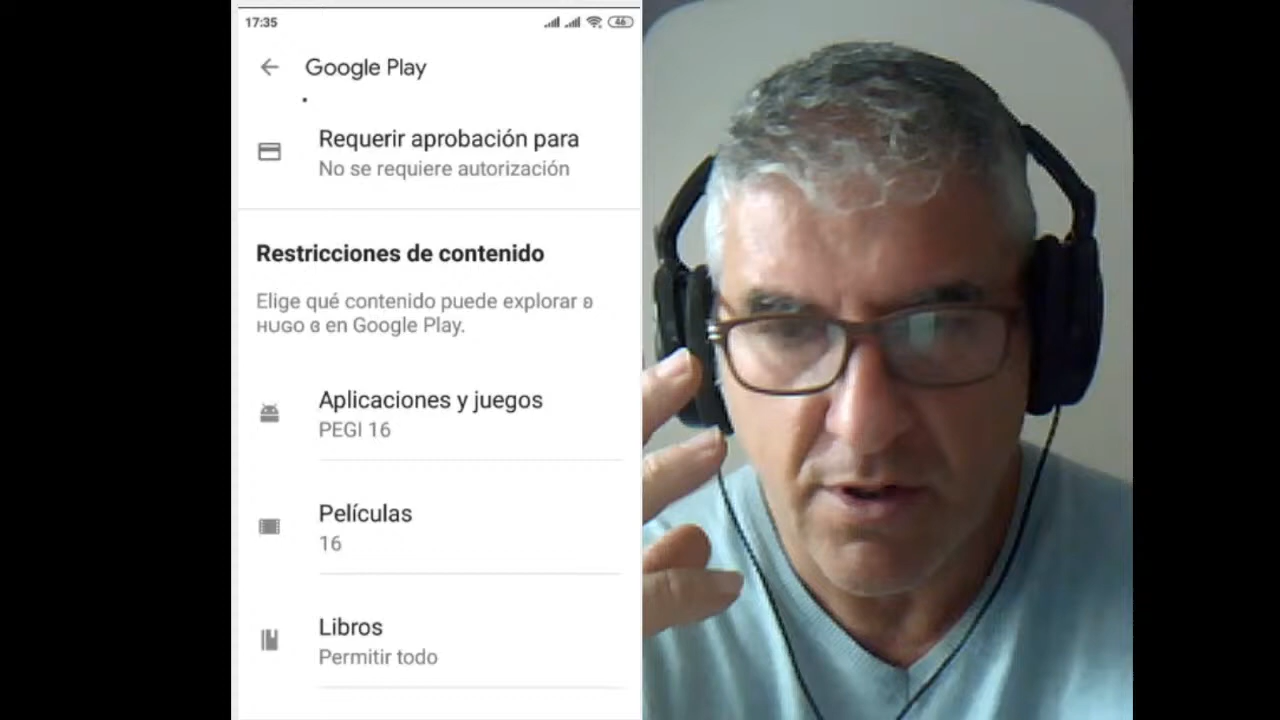 17:35
46
Google Play
Requerir aprobación para
No se requiere autorización
Restricciones de contenido
Elige qué contenido puede explorar ʚ
ʜᴜɢᴏ ɞ en Google Play.
Aplicaciones y juegos
PEGI 16
Películas
16
Libros
Permitir todo